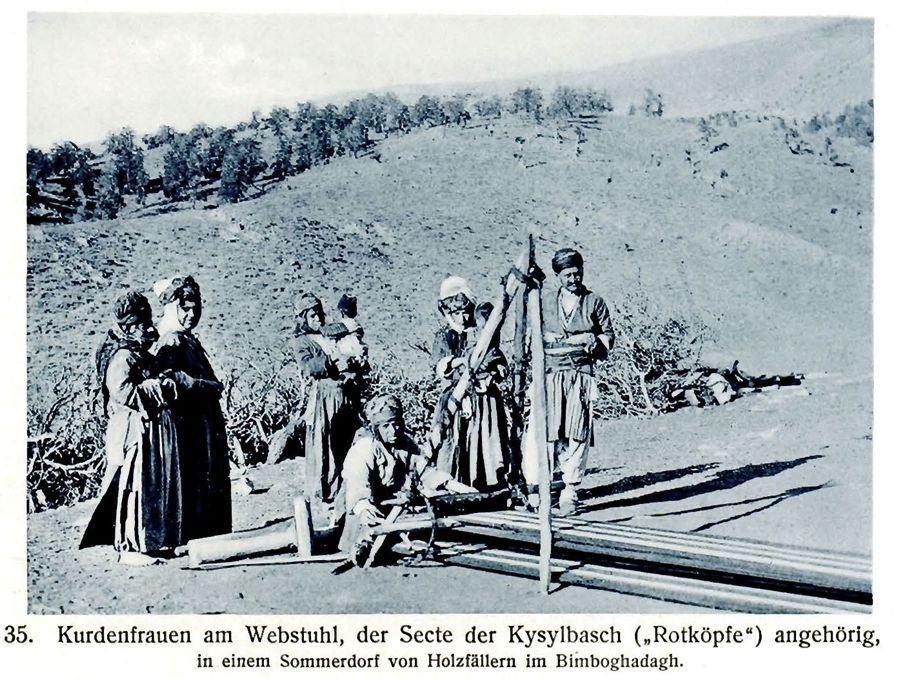 35. Kurdenfrauen am Webstuhl, der Secte der Kysylbasch („Rotköpfe“) angehörig,
in einem Sommerdorf von Holzfällern im Bimboghadagh.